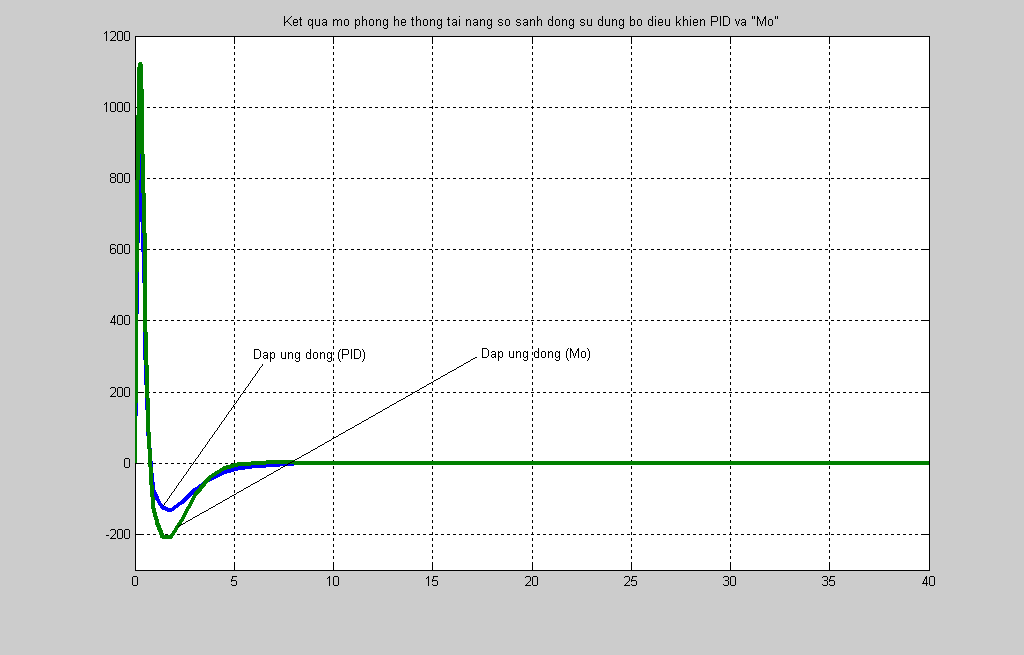 Ket qua mo phong he thong tai nang so sanh dong su dung bo dieu khien PID va "Mo"
1200
1000
800
600
400
200
0
-200
Dap ung dong (PID)
Dap ung dong (Mo)
0 5 10 15 20 25 30 35 40